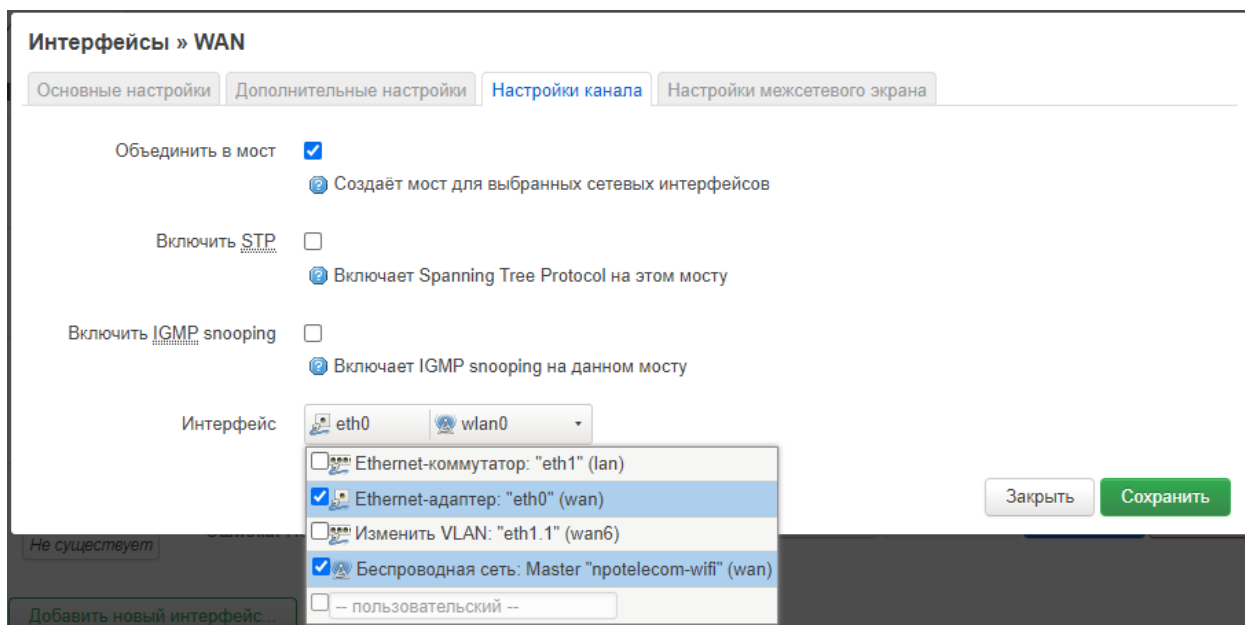 Интерфейсы » WAN
Основные настройки Дополнительные настройки Настройки канала Настройки межсетевого экрана
Объединить в мост
Создаёт мост для выбранных сетевых интерфейсов
Включить STP
Включает Spanning Tree Protocol на этом мосту
Включить IGMP snooping
Включает IGMP snooping на данном мосту
Интерфейс eth0 wlan0
Ethernet-коммутатор: "eth1" (lan)
Ethernet-адаптер: "eth0" (wan)
Изменить VLAN: "eth1.1" (wan6)
Беспроводная сеть: Master "npotelecom-wifi" (wan)
-- пользовательский --
Закрыть Сохранить
Не существует
Добавить новый интерфейс...